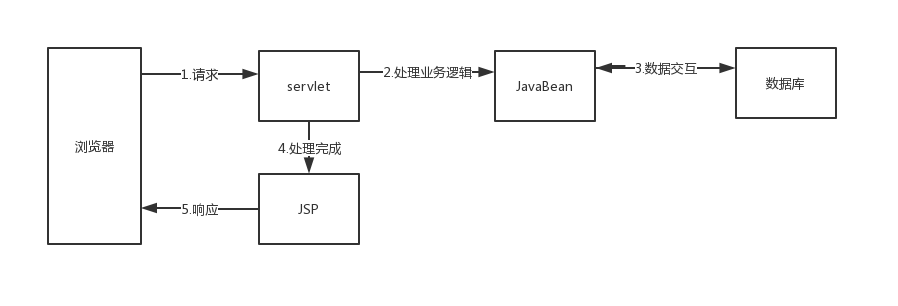 1.请求
servlet
2.处理业务逻辑
JavaBean
3.数据交互
数据库
浏览器
4.处理完成
5.响应
JSP